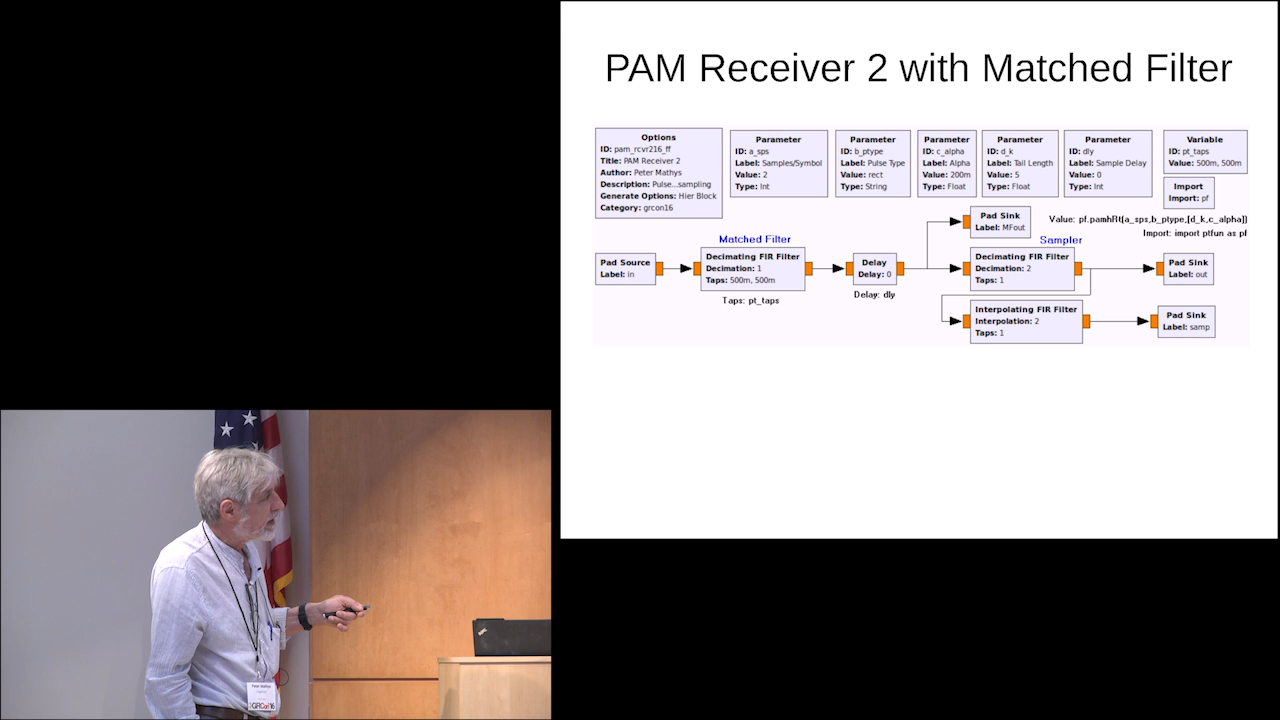 PAM Receiver 2 with Matched Filter
Options
ID: pam_rcvr216_ff
Title: PAM Receiver 2
Author: Peter Mathys
Description: Pulse...sampling
Generate Options: Hier Block
Category: grcon16
Parameter
ID: a_sps
Label: Samples/Symbol
Value: 2
Type: Int
Parameter
ID: b_ptype
Label: Pulse Type
Value: rect
Type: String
Parameter
ID: c_alpha
Label: Alpha
Value: 200m
Type: Float
Parameter
ID: d_k
Label: Tail Length
Value: 5
Type: Float
Parameter
ID: dly
Label: Sample Delay
Value: 0
Type: Int
Variable
ID: pt_taps
Value: 500m, 500m
Import
Import: pf
Value: pf.pamhRt(a_sps,b_ptype,[d_k,c_alpha])
Import: import ptfun as pf
Pad Source
Label: in
Matched Filter
Decimating FIR Filter
Decimation: 1
Taps: 500m, 500m
Taps: pt_taps
Delay
Delay: 0
Delay: dly
Pad Sink
Label: MFout
Sampler
Decimating FIR Filter
Decimation: 2
Taps: 1
Pad Sink
Label: out
Interpolating FIR Filter
Interpolation: 2
Taps: 1
Pad Sink
Label: samp
Peter Mathys
GRCon16